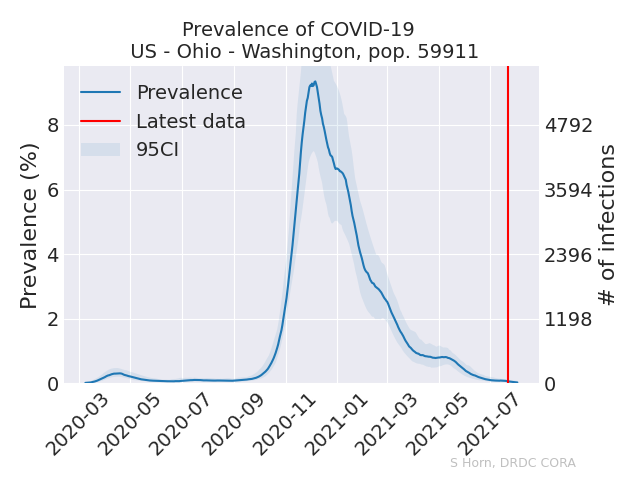 Prevalence of COVID-19
US - Ohio - Washington, pop. 59911
Prevalence
Latest data
95CI
Prevalence (%)
8
6
4
2
0
4792
3594
2396
1198
0
# of infections
2020-03
2020-05
2020-07
2020-09
2020-11
2021-01
2021-03
2021-05
2021-07
S Horn, DRDC CORA